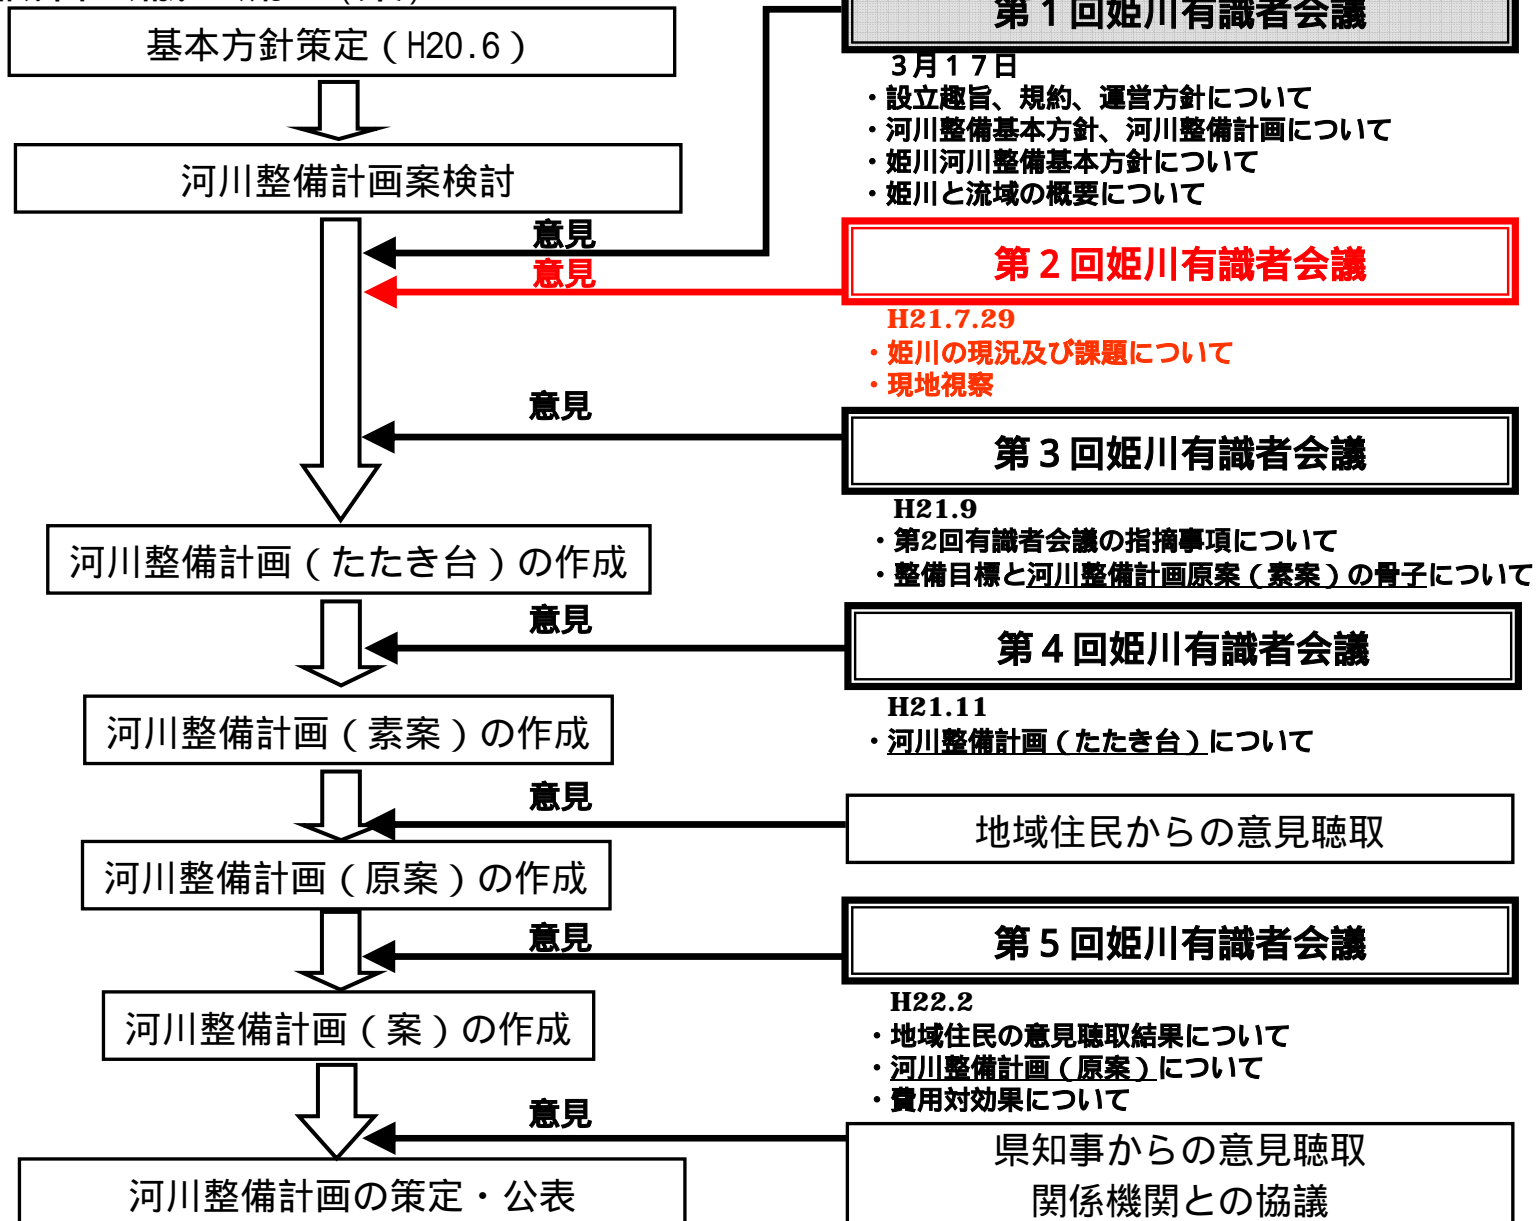 基本方針策定（H20.6）
河川整備計画案検討
意見
意見
意見
河川整備計画（たたき台）の作成
意見
河川整備計画（素案）の作成
意見
河川整備計画（原案）の作成
意見
河川整備計画（案）の作成
意見
河川整備計画の策定・公表
第１回姫川有識者会議
３月１７日
・設立趣旨、規約、運営方針について
・河川整備基本方針、河川整備計画について
・姫川河川整備基本方針について
・姫川と流域の概要について
第２回姫川有識者会議
H21.7.29
・姫川の現況及び課題について
・現地視察
第３回姫川有識者会議
H21.9
・第2回有識者会議の指摘事項について
・整備目標と河川整備計画原案（素案）の骨子について
第４回姫川有識者会議
H21.11
・河川整備計画（たたき台）について
地域住民からの意見聴取
第５回姫川有識者会議
H22.2
・地域住民の意見聴取結果について
・河川整備計画（原案）について
・費用対効果について
県知事からの意見聴取
関係機関との協議